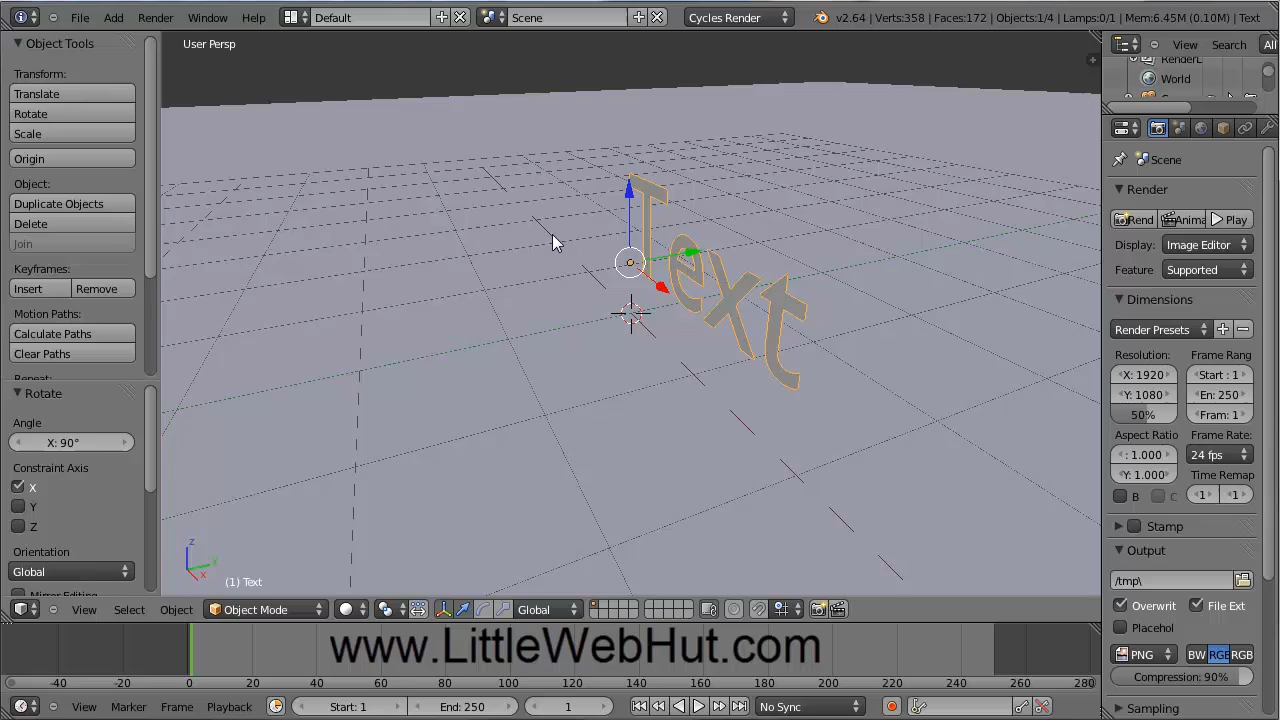 File Add Render Window Help
Default
Scene
Cycles Render
v2.64 | Verts:358 | Faces:172 | Objects:1/4 | Lamps:0/1 | Mem:6.45M (0.10M) | Text
Object Tools
Transform:
Translate
Rotate
Scale
Origin
Object:
Duplicate Objects
Delete
Join
Keyframes:
Insert Remove
Motion Paths:
Calculate Paths
Clear Paths
Repeat:
Rotate
Angle
X: 90°
Constraint Axis
X
Y
Z
Orientation
Global
User Persp
Text
z
y
x
(1) Text
View Select Object
Object Mode
Global
www.LittleWebHut.com
-40 -20 0 20 40 60 80 100 120 140 160 180 200 220 240 260 280
View Marker Frame Playback
Start: 1
End: 250
1
No Sync
View Search All
RenderL
World
Scene
Render
Rend Anima Play
Display: Image Editor
Feature Supported
Dimensions
Render Presets
Resolution: Frame Rang
X: 1920 Start : 1
Y: 1080 En: 250
50% Fram: 1
Aspect Ratio Frame Rate:
: 1.000 24 fps
Y: 1.000 Time Remap
B C 1 1
Stamp
Output
/tmp\
Overwrit File Ext
Placehol
PNG BW RGE RGB
Compression: 90%
Sampling